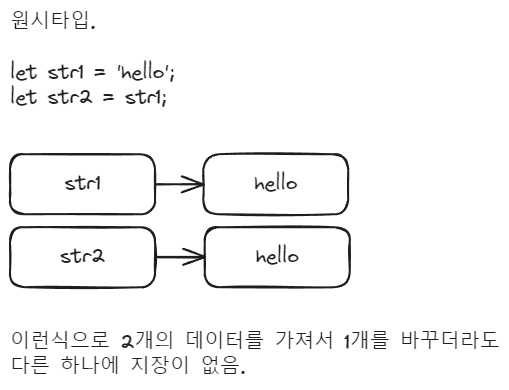 원시타입.
let str1 = 'hello';
let str2 = str1;
str1
hello
str2
hello
이런식으로 2개의 데이터를 가져서 1개를 바꾸더라도
다른 하나에 지장이 없음.